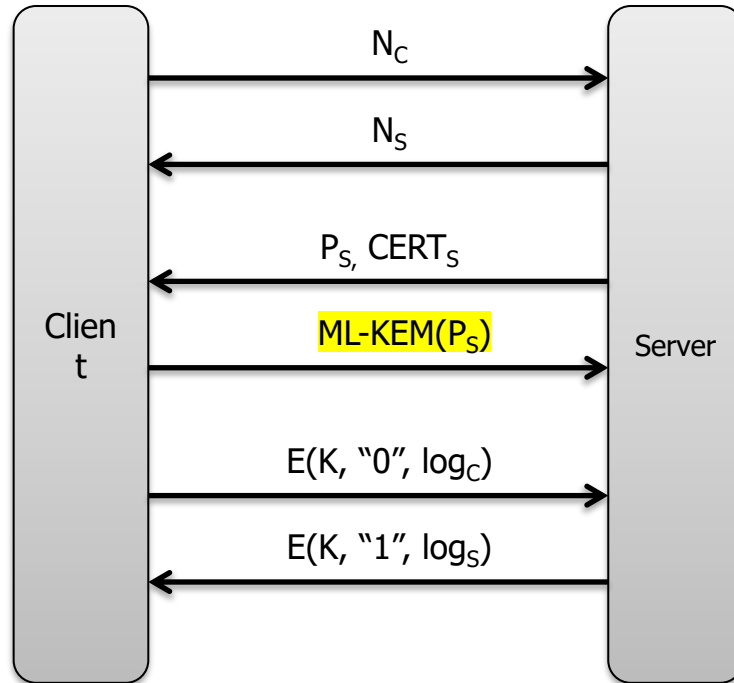 N_C
N_S
P_S, CERT_S
Clien
t
ML-KEM(P_S)
Server
E(K, “0”, log_C)
E(K, “1”, log_S)